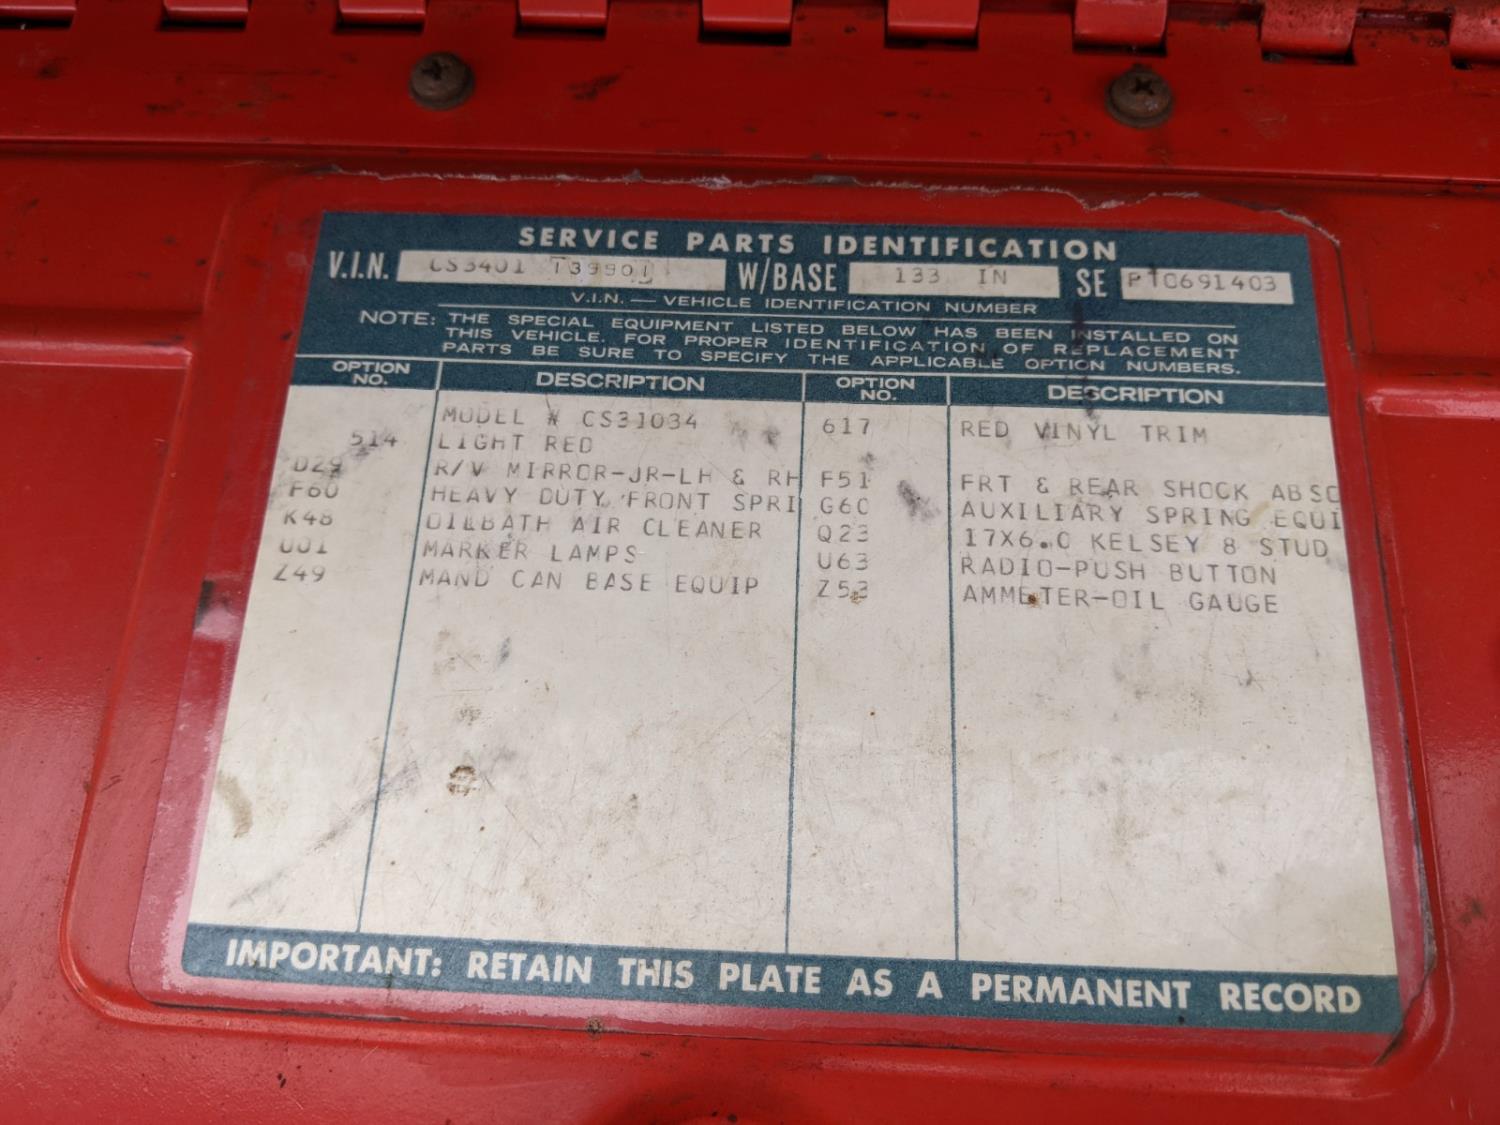 SERVICE PARTS IDENTIFICATION
V.I.N. CS3401 139901 W/BASE 133 IN SE PTC691403
V.I.N. — VEHICLE IDENTIFICATION NUMBER
NOTE: THE SPECIAL EQUIPMENT LISTED BELOW HAS BEEN INSTALLED ON
THIS VEHICLE. FOR PROPER IDENTIFICATION OF REPLACEMENT
PARTS BE SURE TO SPECIFY THE APPLICABLE OPTION NUMBERS.
OPTION NO. DESCRIPTION OPTION NO. DESCRIPTION
MODEL # CS31034 617 RED VINYL TRIM
514 LIGHT RED
D29 R/V MIRROR-JR-LH & RH F51 FRT & REAR SHOCK ABSO
F60 HEAVY DUTY FRONT SPRI G60 AUXILIARY SPRING EQUI
K48 OILBATH AIR CLEANER Q23 17X6.0 KELSEY 8 STUD
U01 MARKER LAMPS U63 RADIO-PUSH BUTTON
Z49 MAND CAN BASE EQUIP Z53 AMMETER-OIL GAUGE
IMPORTANT: RETAIN THIS PLATE AS A PERMANENT RECORD